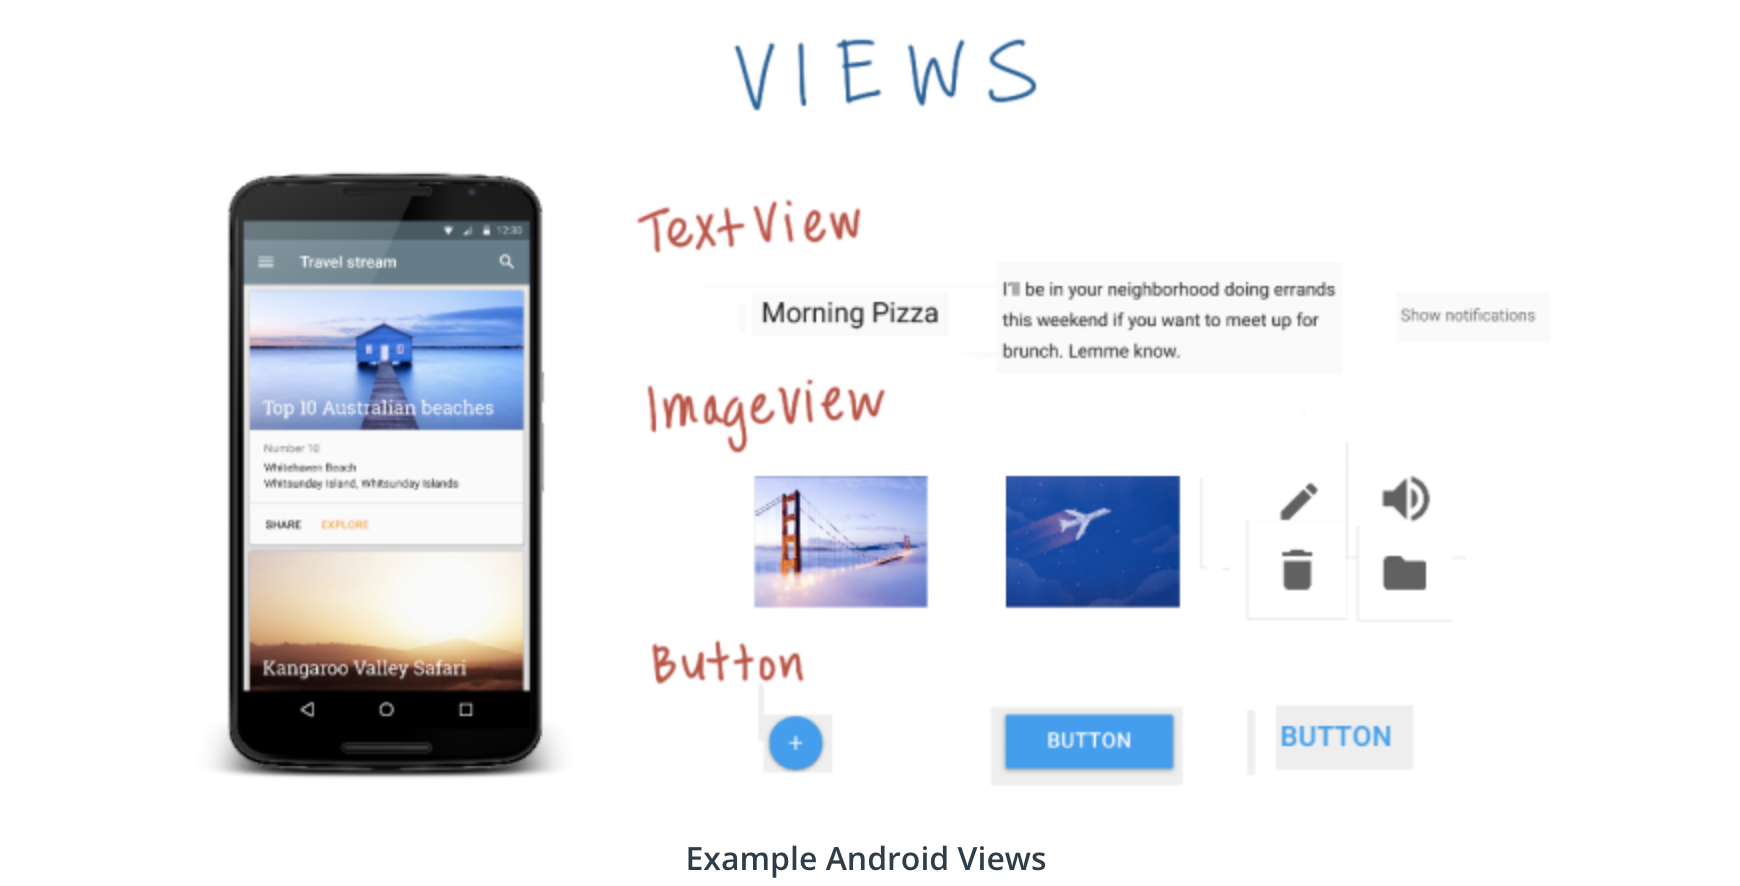 VIEWS
12:30
Travel stream
Top 10 Australian beaches
Number 10
Whitehaven Beach
Whitsunday Island, Whitsunday Islands
SHARE EXPLORE
Kangaroo Valley Safari
TextView
Morning Pizza
I'll be in your neighborhood doing errands
this weekend if you want to meet up for
brunch. Lemme know.
Show notifications
ImageView
Button
+
BUTTON
BUTTON
Example Android Views